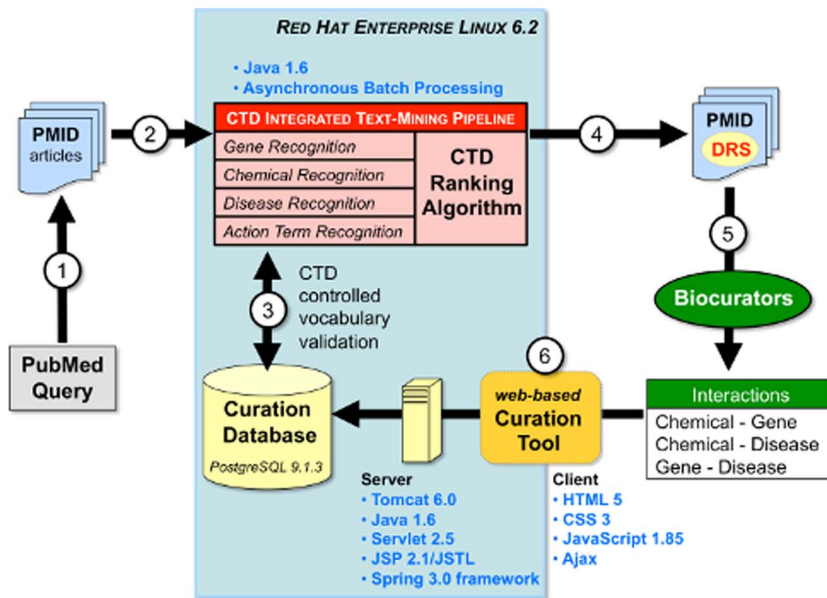 RED HAT ENTERPRISE LINUX 6.2
• Java 1.6
• Asynchronous Batch Processing
PMID
articles
2
CTD INTEGRATED TEXT-MINING PIPELINE
Gene Recognition
Chemical Recognition
Disease Recognition
Action Term Recognition
CTD
Ranking
Algorithm
4
PMID
DRS
1
3
CTD
controlled
vocabulary
validation
5
Biocurators
PubMed
Query
Curation
Database
PostgreSQL 9.1.3
6
web-based
Curation
Tool
Interactions
Chemical - Gene
Chemical - Disease
Gene - Disease
Server
• Tomcat 6.0
• Java 1.6
• Servlet 2.5
• JSP 2.1/JSTL
• Spring 3.0 framework
Client
• HTML 5
• CSS 3
• JavaScript 1.85
• Ajax